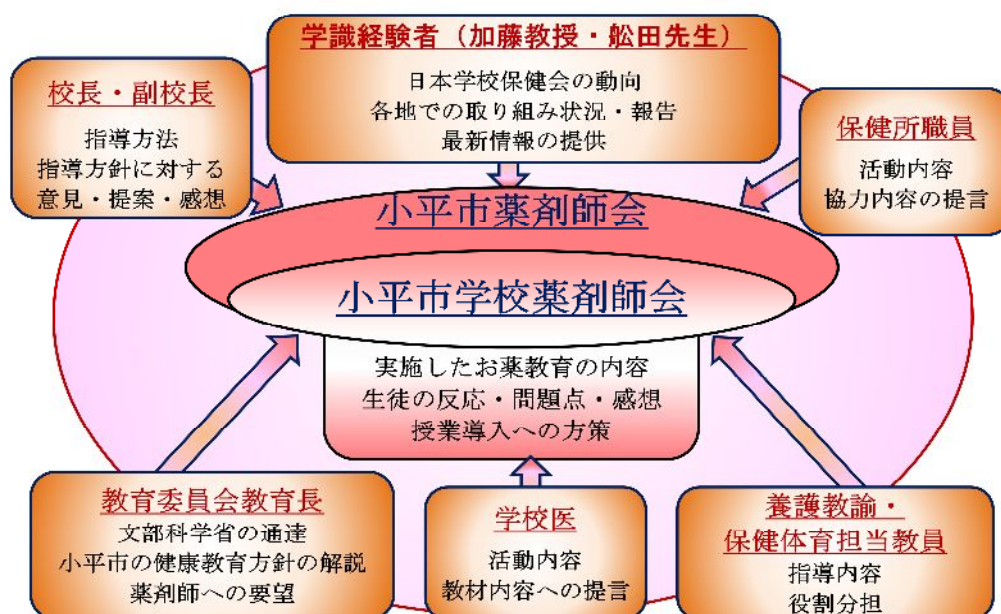 学識経験者（加藤教授・舩田先生）
日本学校保健会の動向
各地での取り組み状況・報告
最新情報の提供
校長・副校長
指導方法
指導方針に対する
意見・提案・感想
保健所職員
活動内容
協力内容の提言
小平市薬剤師会
小平市学校薬剤師会
実施したお薬教育の内容
生徒の反応・問題点・感想
授業導入への方策
教育委員会教育長
文部科学省の通達
小平市の健康教育方針の解説
薬剤師への要望
学校医
活動内容
教材内容への提言
養護教諭・
保健体育担当教員
指導内容
役割分担